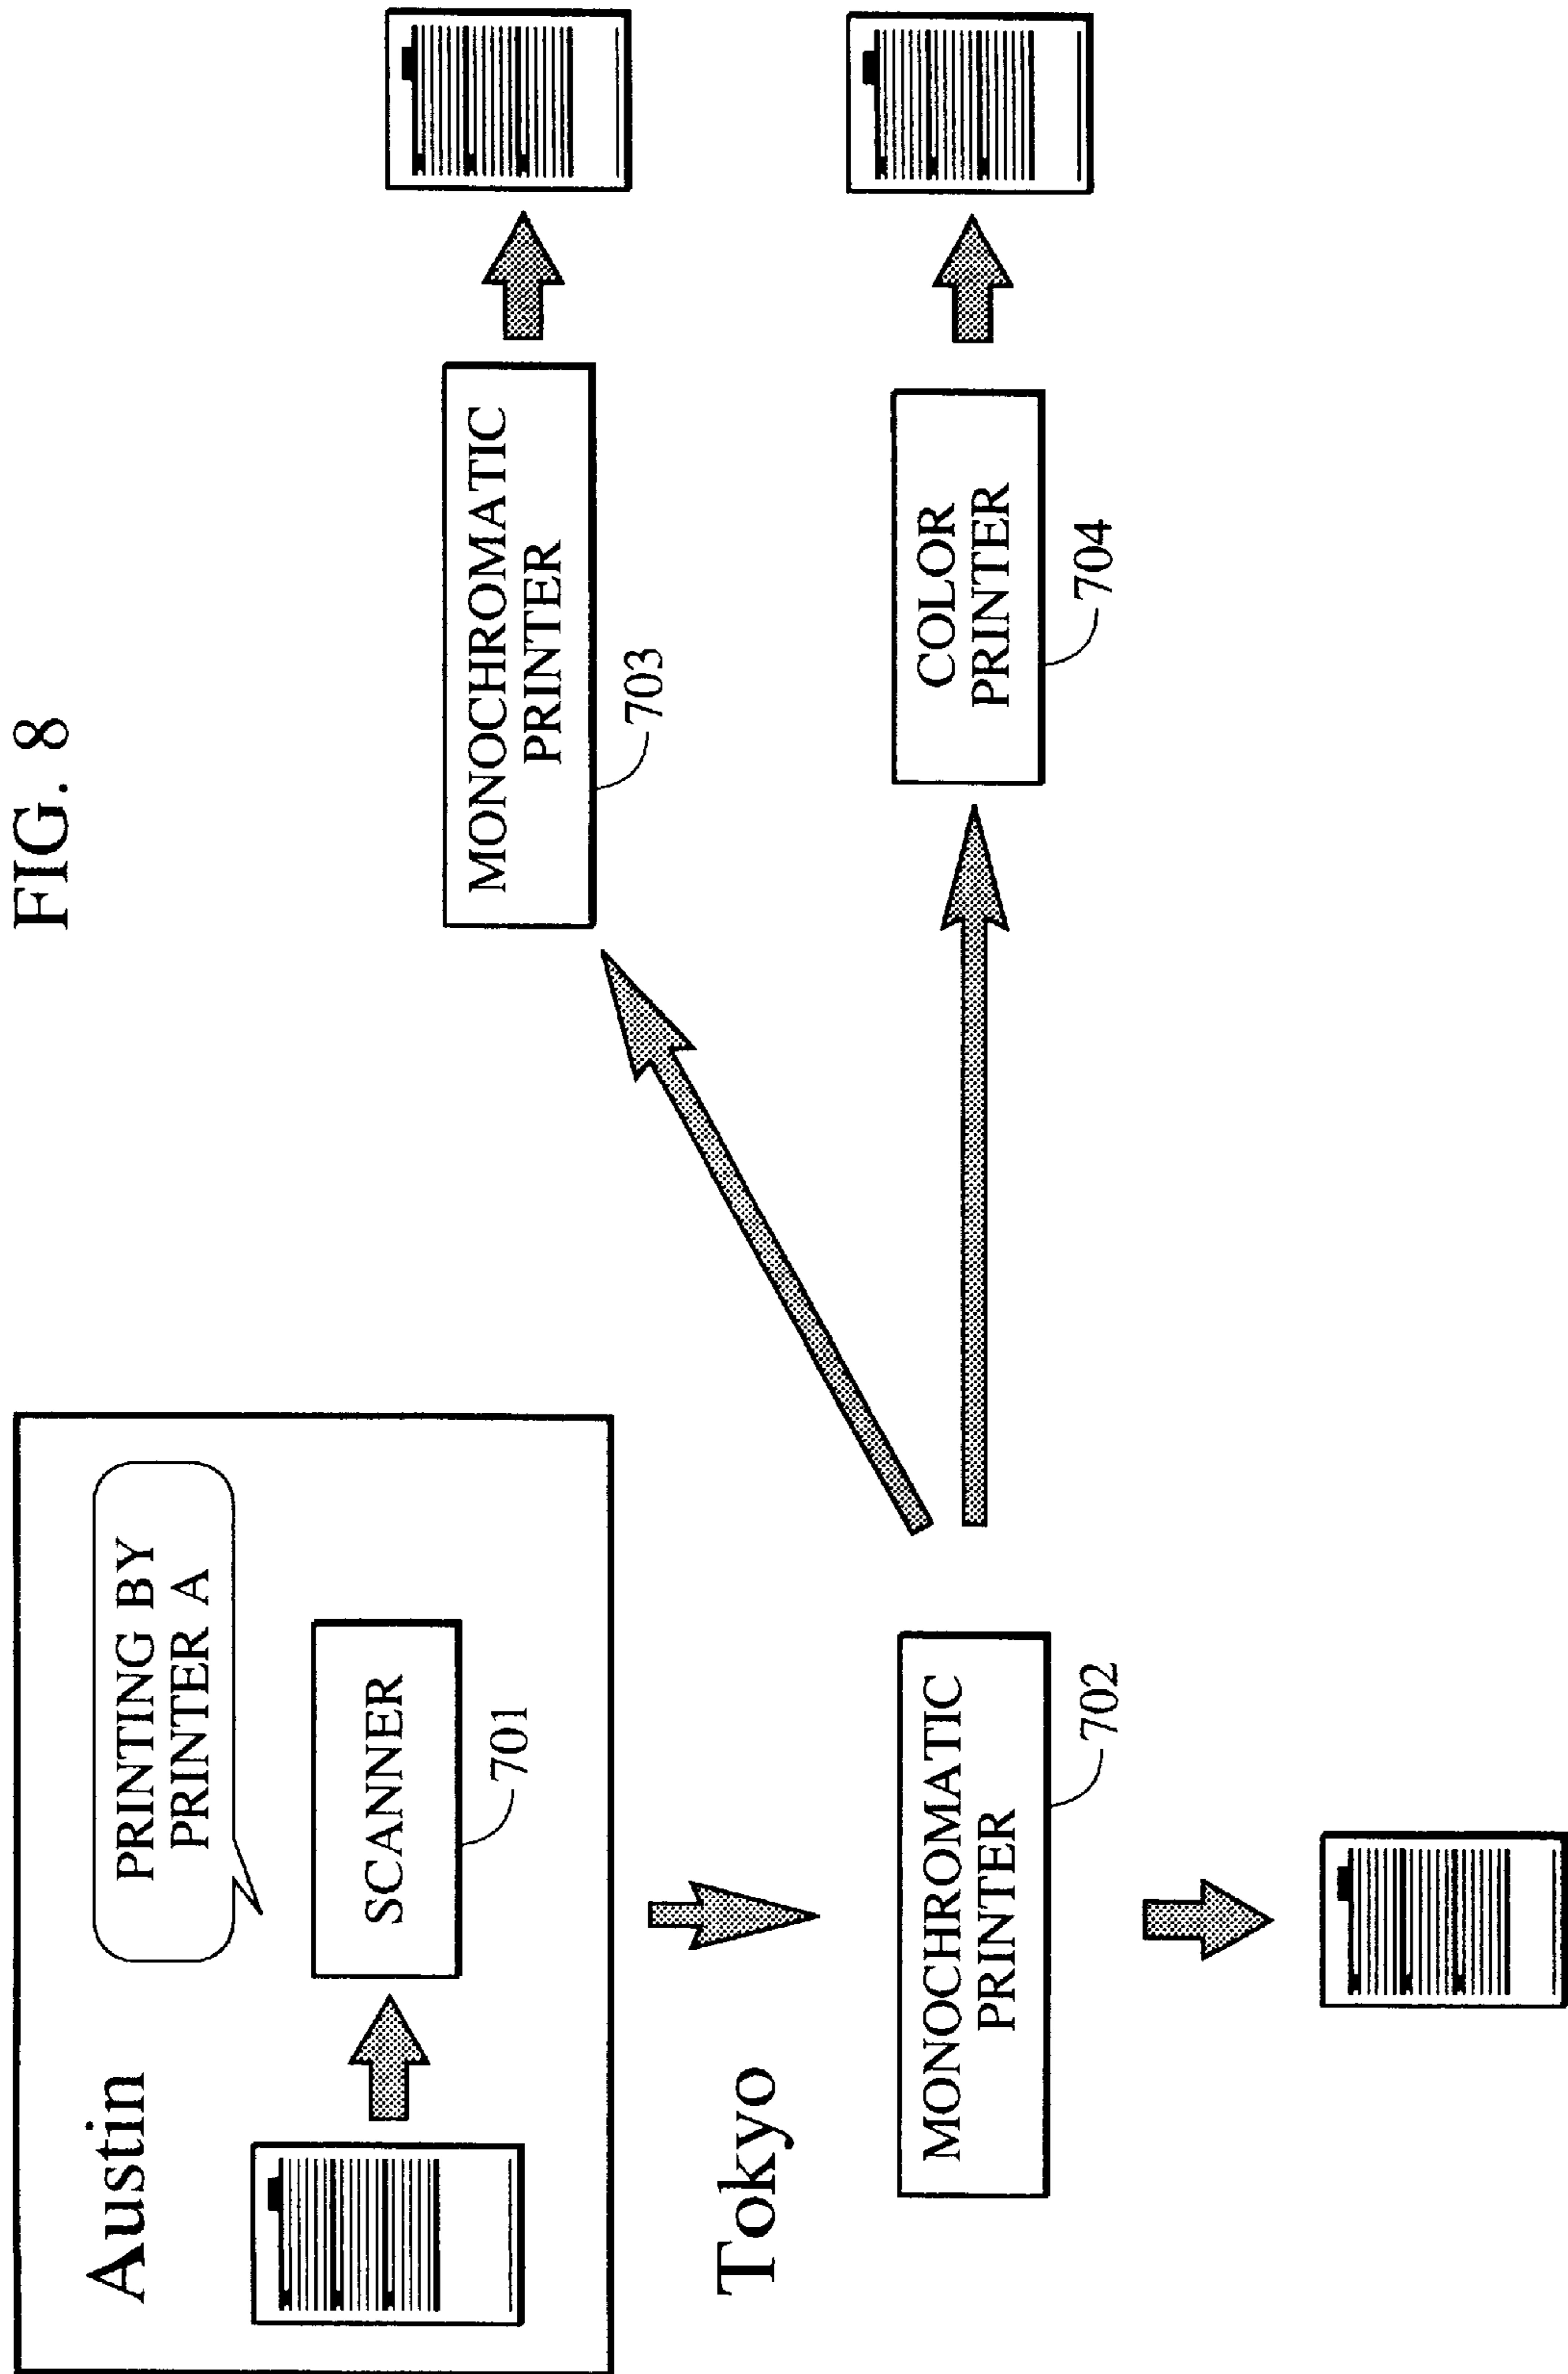 FIG. 8
Austin
PRINTING BY
PRINTER A
SCANNER
701
Tokyo
MONOCHROMATIC
PRINTER
702
MONOCHROMATIC
PRINTER
703
COLOR
PRINTER
704